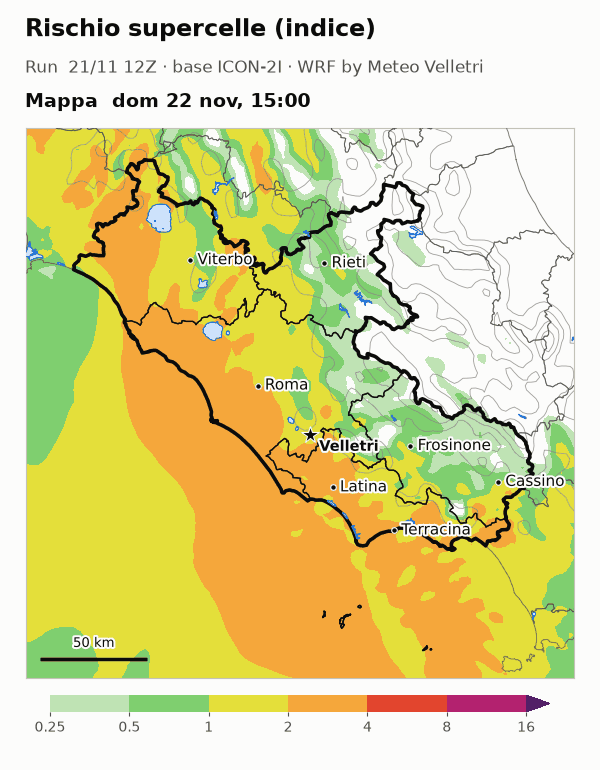 Rischio supercelle (indice)
Run  21/11 12Z · base ICON-2I · WRF by Meteo Velletri
Mappa  dom 22 nov, 15:00
Viterbo
Rieti
Roma
Velletri
Frosinone
Cassino
Latina
Terracina
50 km
0.25 0.5 1 2 4 8 16